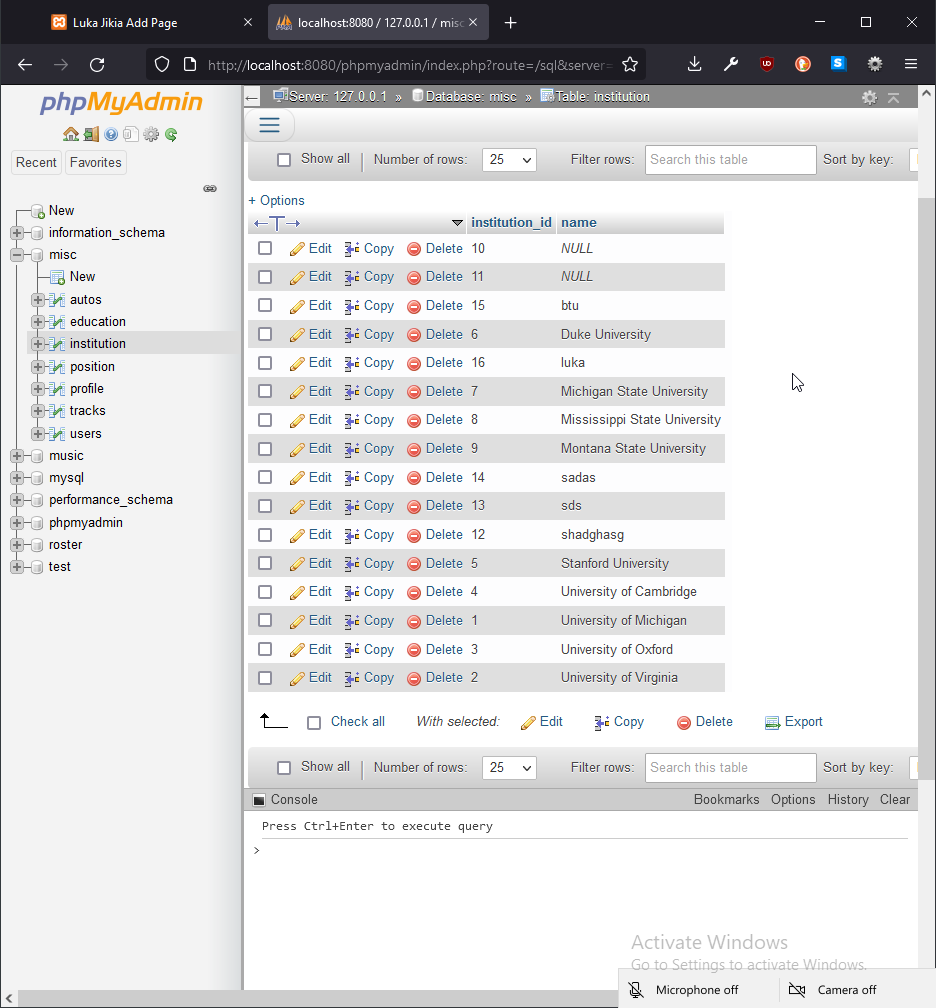 Luka Jikia Add Page
localhost:8080 / 127.0.0.1 / misc
http://localhost:8080/phpmyadmin/index.php?route=/sql&server=
phpMyAdmin
Recent Favorites
New
information_schema
misc
New
autos
education
institution
position
profile
tracks
users
music
mysql
performance_schema
phpmyadmin
roster
test
Server: 127.0.0.1 » Database: misc » Table: institution
Show all Number of rows: 25 Filter rows: Search this table Sort by key:
+ Options
←T→ institution_id name
Edit Copy Delete 10 NULL
Edit Copy Delete 11 NULL
Edit Copy Delete 15 btu
Edit Copy Delete 6 Duke University
Edit Copy Delete 16 luka
Edit Copy Delete 7 Michigan State University
Edit Copy Delete 8 Mississippi State University
Edit Copy Delete 9 Montana State University
Edit Copy Delete 14 sadas
Edit Copy Delete 13 sds
Edit Copy Delete 12 shadghasg
Edit Copy Delete 5 Stanford University
Edit Copy Delete 4 University of Cambridge
Edit Copy Delete 1 University of Michigan
Edit Copy Delete 3 University of Oxford
Edit Copy Delete 2 University of Virginia
Check all With selected: Edit Copy Delete Export
Show all Number of rows: 25 Filter rows: Search this table Sort by key:
Console Bookmarks Options History Clear
Press Ctrl+Enter to execute query
>
Activate Windows
Go to Settings to activate Windows.
Microphone off Camera off